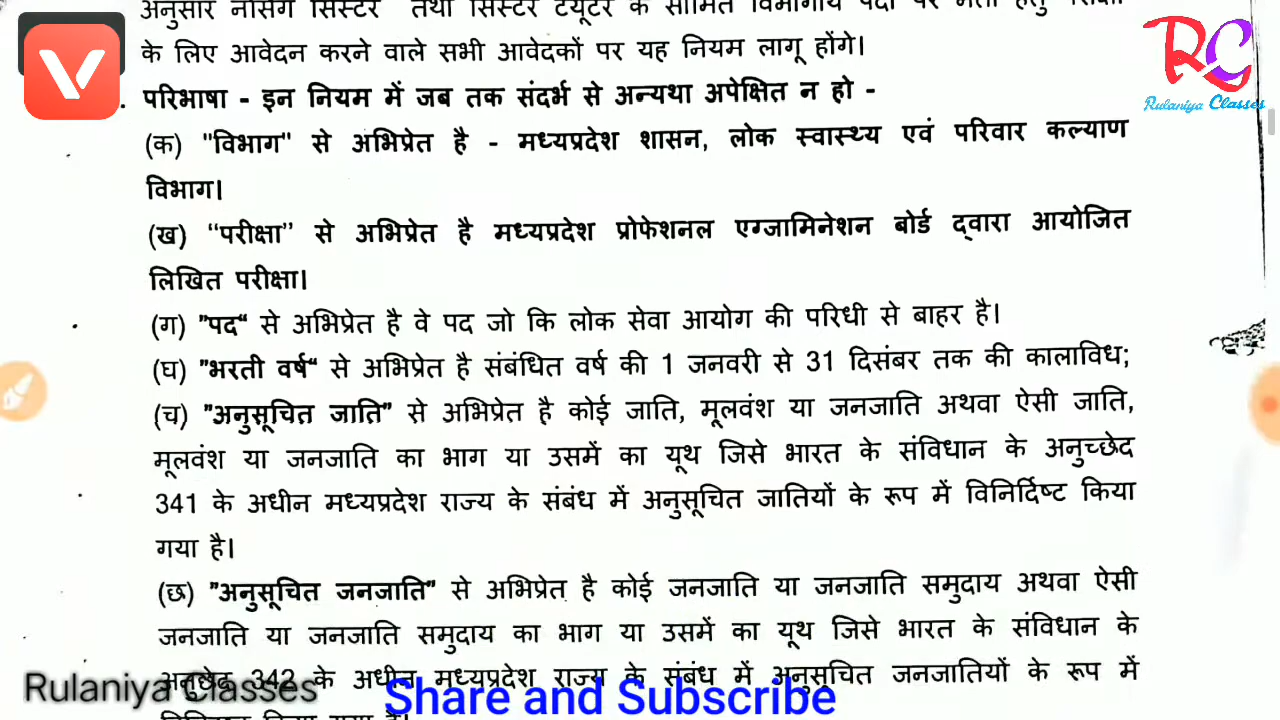 अनुसार नर्सिंग सिस्टर तथा सिस्टर ट्यूटर के सीमित विभागीय पदों पर भर्ती हेतु
के लिए आवेदन करने वाले सभी आवेदकों पर यह नियम लागू होंगे।
परिभाषा - इन नियम में जब तक संदर्भ से अन्यथा अपेक्षित न हो -
(क) "विभाग" से अभिप्रेत है - मध्यप्रदेश शासन, लोक स्वास्थ्य एवं परिवार कल्याण
विभाग।
(ख) "परीक्षा" से अभिप्रेत है मध्यप्रदेश प्रोफेशनल एग्जामिनेशन बोर्ड द्वारा आयोजित
लिखित परीक्षा।
(ग) "पद" से अभिप्रेत है वे पद जो कि लोक सेवा आयोग की परिधी से बाहर है।
(घ) "भरती वर्ष" से अभिप्रेत है संबंधित वर्ष की 1 जनवरी से 31 दिसंबर तक की कालाविध;
(च) "अनुसूचित जाति" से अभिप्रेत है कोई जाति, मूलवंश या जनजाति अथवा ऐसी जाति,
मूलवंश या जनजाति का भाग या उसमें का यूथ जिसे भारत के संविधान के अनुच्छेद
341 के अधीन मध्यप्रदेश राज्य के संबंध में अनुसूचित जातियों के रूप में विनिर्दिष्ट किया
गया है।
(छ) "अनुसूचित जनजाति" से अभिप्रेत है कोई जनजाति या जनजाति समुदाय अथवा ऐसी
जनजाति या जनजाति समुदाय का भाग या उसमें का यूथ जिसे भारत के संविधान के
अनुछेद 342 के अधीन मध्यप्रदेश राज्य के संबंध में अनुसूचित जनजातियों के रूप में
RC
Rulaniya Classes
Rulaniya Classes
Share and Subscribe